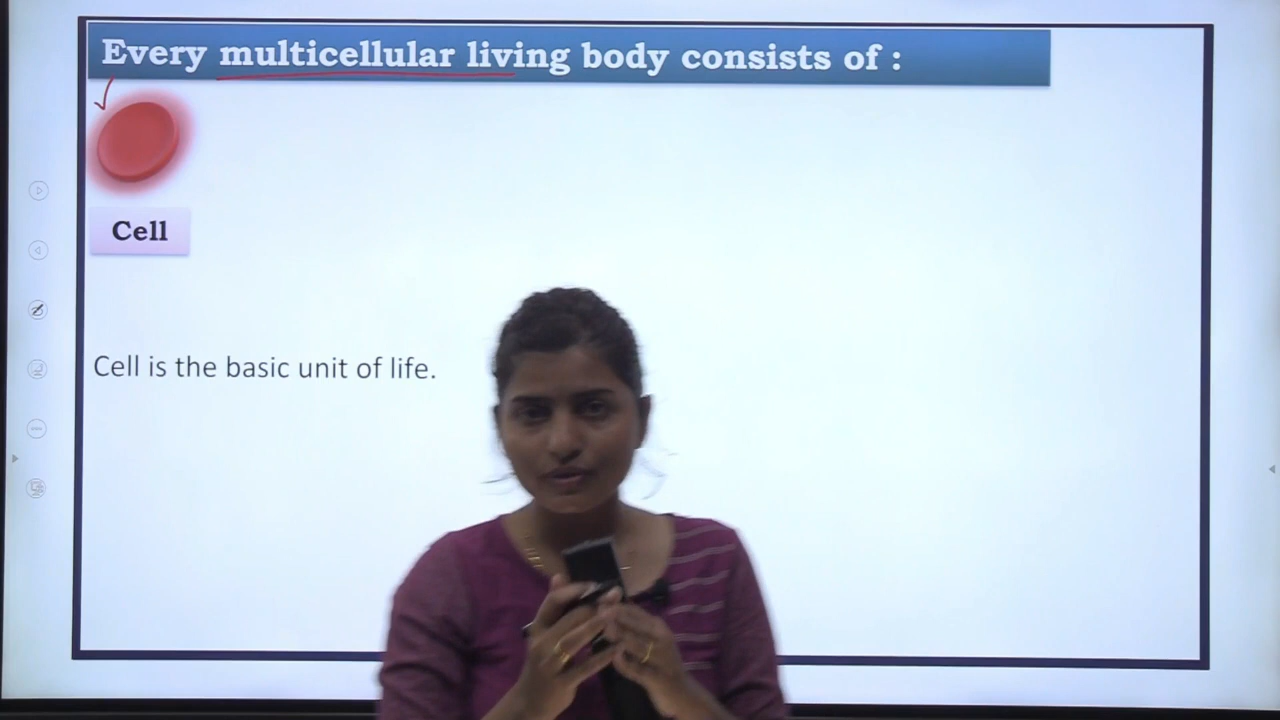 Every multicellular living body consists of :
Cell
Cell is the basic unit of life.